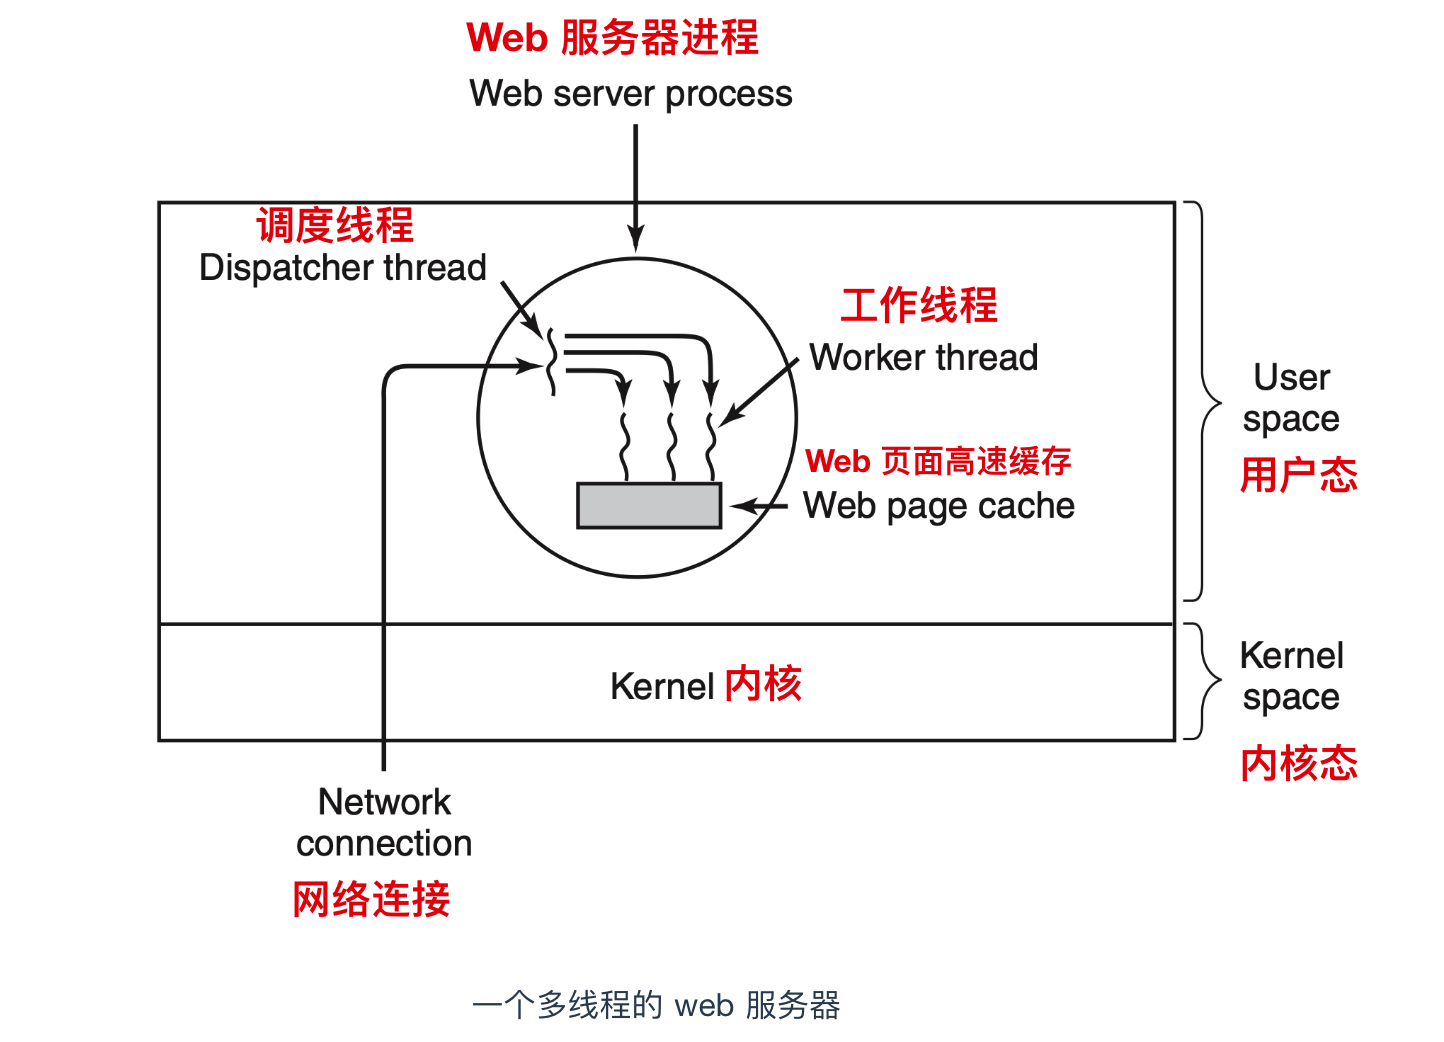 Web 服务器进程
Web server process
调度线程
Dispatcher thread
工作线程
Worker thread
Web 页面高速缓存
Web page cache
User
space
用户态
Kernel 内核
Kernel
space
内核态
Network
connection
网络连接
一个多线程的 web 服务器